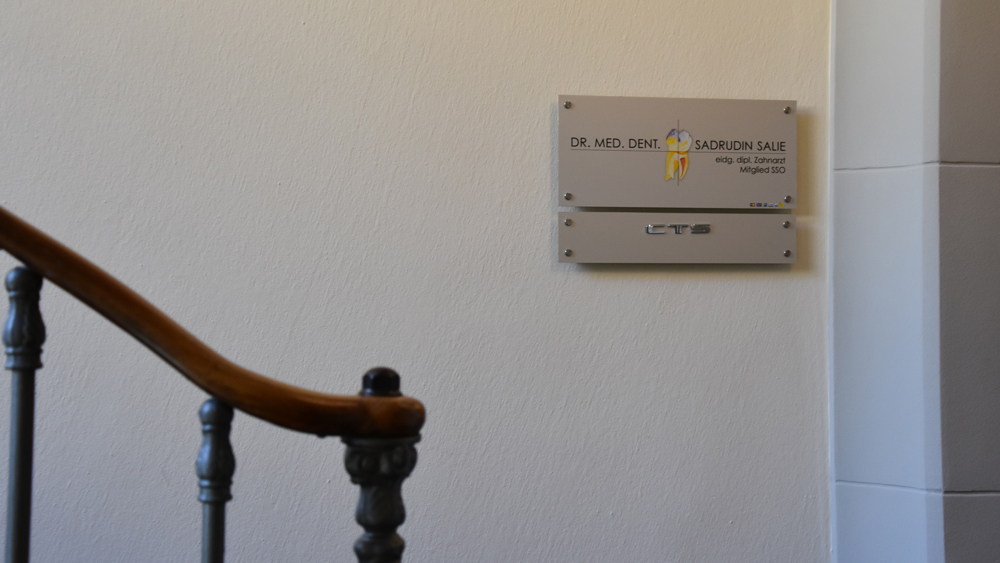 DR. MED. DENT. SADRUDIN SALIE
eidg. dipl. Zahnarzt
Mitglied SSO
CTS